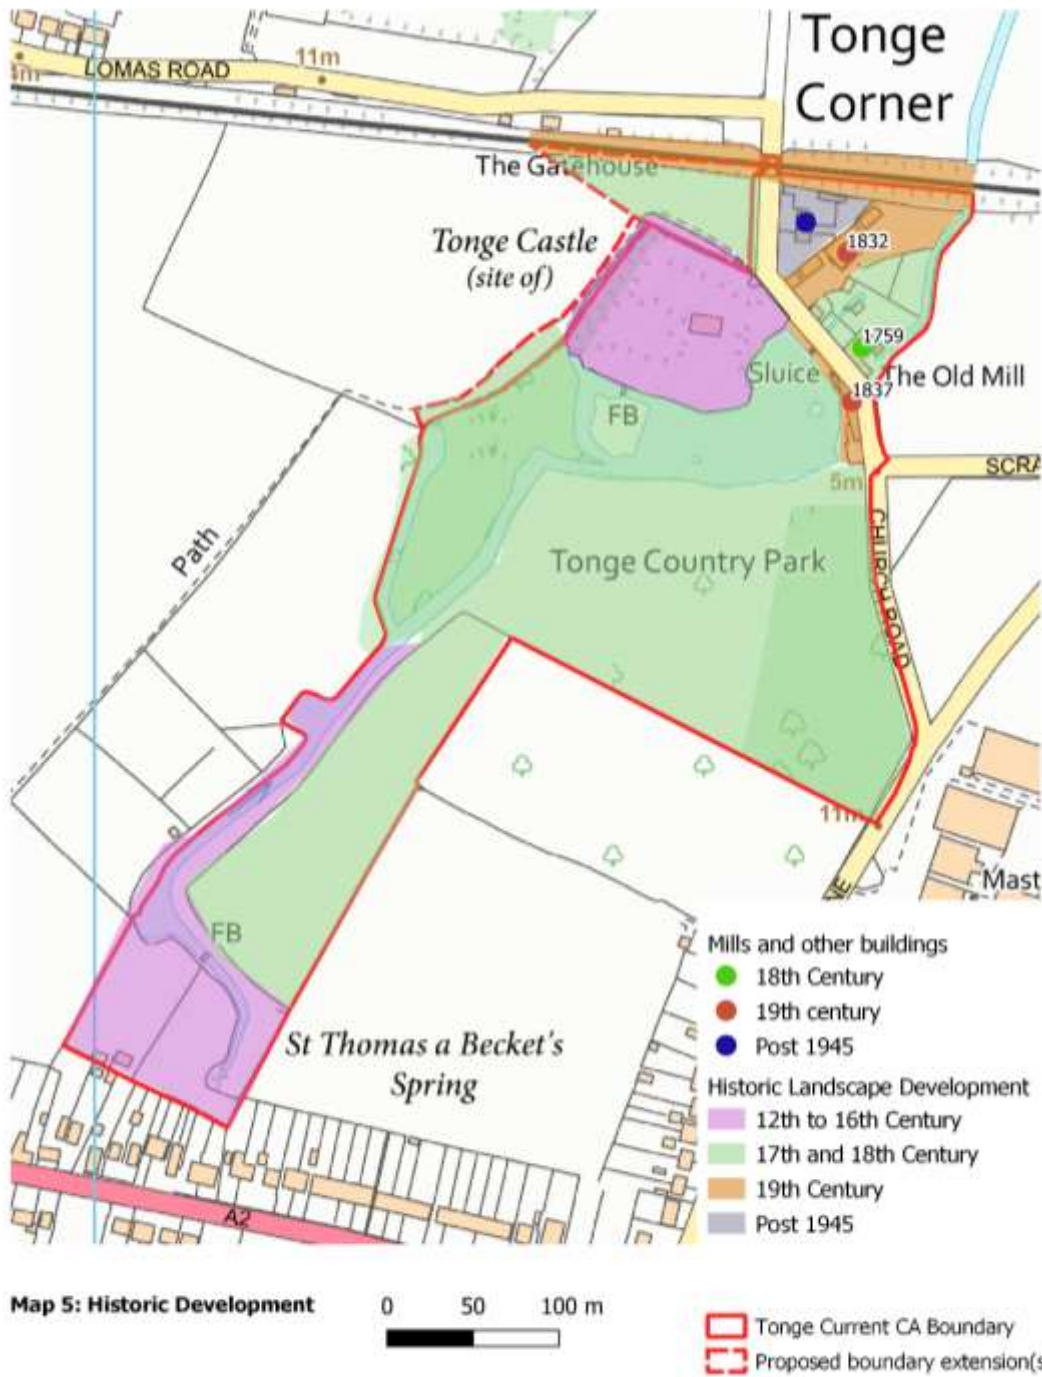 Tonge
Corner
LOMAS ROAD
11m
The Gatehouse
Tonge Castle
(site of)
1832
1759
Sluice
The Old Mill
1837
FB
SCRA
5m
Path
Tonge Country Park
CHURCH ROAD
11m
NE
Mast
FB
St Thomas a Becket's
Spring
A2
Mills and other buildings
18th Century
19th century
Post 1945
Historic Landscape Development
12th to 16th Century
17th and 18th Century
19th Century
Post 1945
Map 5: Historic Development
0 50 100 m
Tonge Current CA Boundary
Proposed boundary extension(s